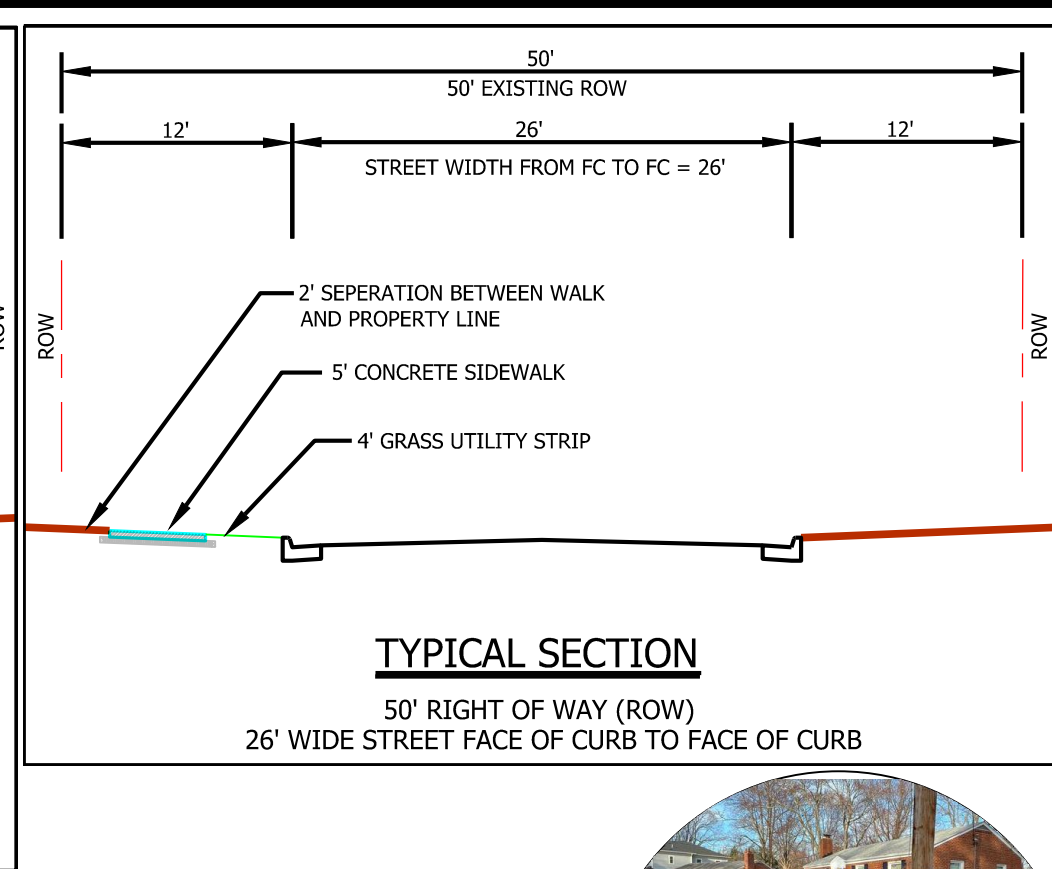 50'
50' EXISTING ROW
12'
26'
12'
STREET WIDTH FROM FC TO FC = 26'
2' SEPERATION BETWEEN WALK
AND PROPERTY LINE
ROW
ROW
ROW
5' CONCRETE SIDEWALK
4' GRASS UTILITY STRIP
TYPICAL SECTION
50' RIGHT OF WAY (ROW)
26' WIDE STREET FACE OF CURB TO FACE OF CURB